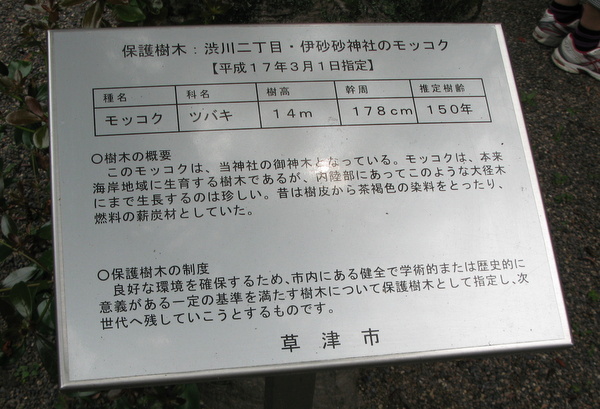 保護樹木：渋川二丁目・伊砂砂神社のモッコク
【平成１７年３月１日指定】
種名 科名 樹高 幹周 推定樹齢
モッコク ツバキ １４ｍ １７８ｃｍ １５０年
○樹木の概要
このモッコクは、当神社の御神木となっている。モッコクは、本来
海岸地域に生育する樹木であるが、内陸部にあってこのような大径木
にまで生長するのは珍しい。昔は樹皮から茶褐色の染料をとったり、
燃料の薪炭材としていた。
○保護樹木の制度
良好な環境を確保するため、市内にある健全で学術的または歴史的に
意義がある一定の基準を満たす樹木について保護樹木として指定し、次
世代へ残していこうとするものです。
草津市